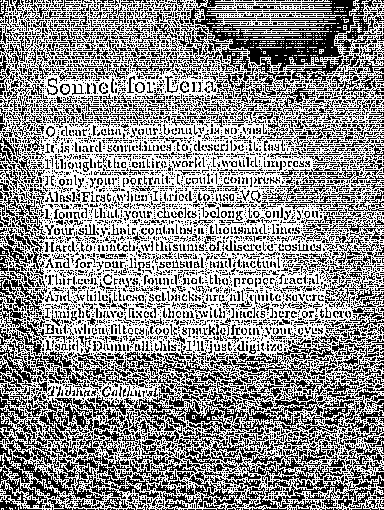 Sonnet for Lena
O dear Lena, your beauty is so vast
It is hard sometimes to describe it fast.
I thought the entire world I would impress
If only your portrait I could compress.
Alas! First when I tried to use VQ
I found that your cheeks belong to only you.
Your silky hair contains a thousand lines
Hard to match with sums of discrete cosines.
And for your lips, sensual and tactual
Thirteen Crays found not the proper fractal.
And while these setbacks are all quite severe
I might have fixed them with hacks here or there
But when filters took sparkle from your eyes
I said, 'Damn all this. I'll just digitize.'
Thomas Colthurst